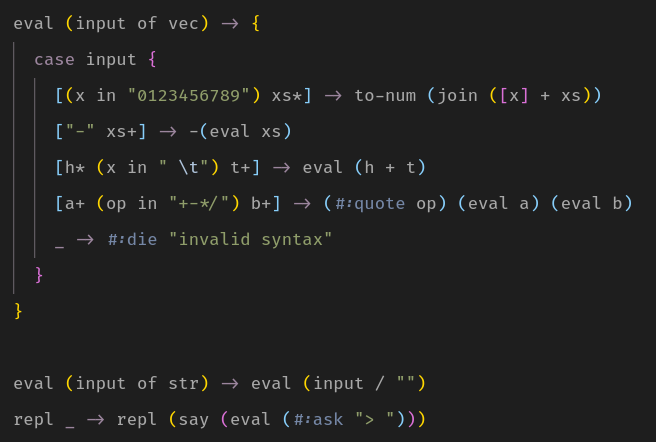 eval (input of vec) → {
case input {
[(x in "0123456789") xs*] → to-num (join ([x] + xs))
["-" xs+] → -(eval xs)
[h* (x in " \t") t+] → eval (h + t)
[a+ (op in "+-*/") b+] → (#:quote op) (eval a) (eval b)
_ → #:die "invalid syntax"
}
}
eval (input of str) → eval (input / "")
repl _ → repl (say (eval (#:ask "> ")))